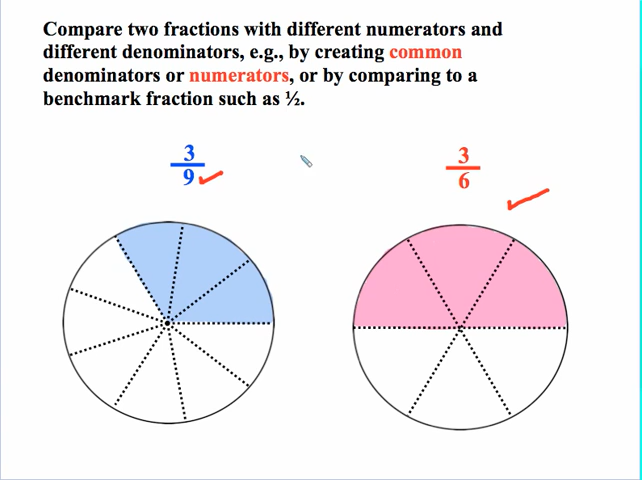 Compare two fractions with different numerators and
different denominators, e.g., by creating common
denominators or numerators, or by comparing to a
benchmark fraction such as ½.
3 3
9 6